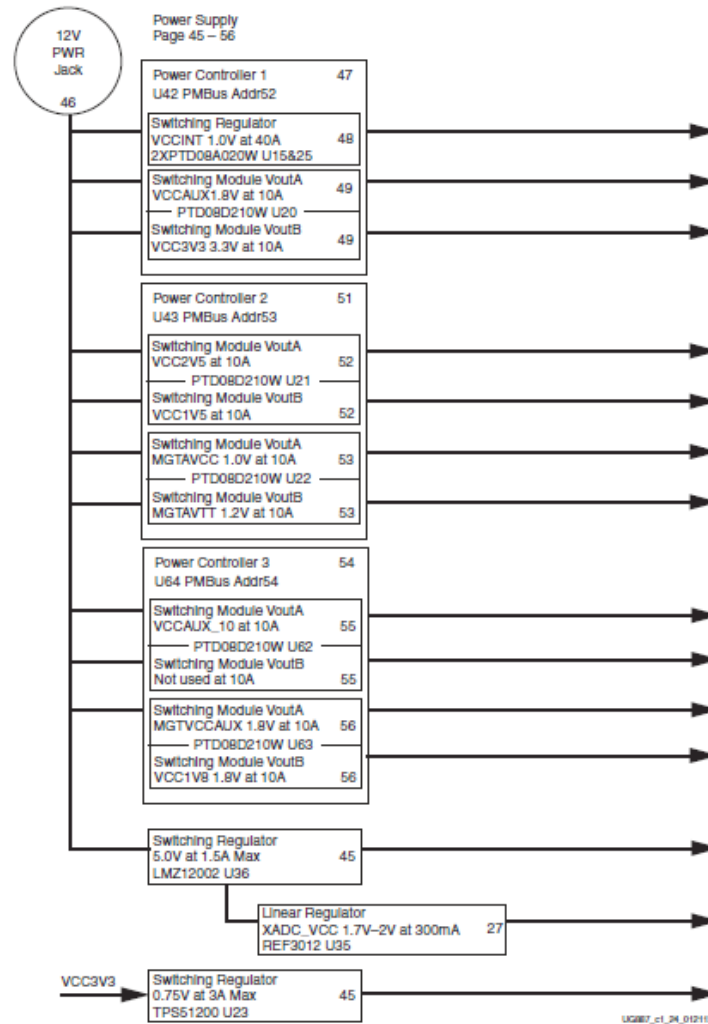 Power Supply
Page 45 – 56
12V
PWR
Jack
46
Power Controller 1 47
U42 PMBus Addr52
Switching Regulator
VCCINT 1.0V at 40A 48
2XPTD08A020W U15&25
Switching Module VoutA
VCCAUX1.8V at 10A 49
PTD08D210W U20
Switching Module VoutB
VCC3V3 3.3V at 10A 49
Power Controller 2 51
U43 PMBus Addr53
Switching Module VoutA
VCC2V5 at 10A 52
PTD08D210W U21
Switching Module VoutB
VCC1V5 at 10A 52
Switching Module VoutA
MGTAVCC 1.0V at 10A 53
PTD08D210W U22
Switching Module VoutB
MGTAVTT 1.2V at 10A 53
Power Controller 3 54
U64 PMBus Addr54
Switching Module VoutA
VCCAUX_10 at 10A 55
PTD08D210W U62
Switching Module VoutB
Not used at 10A 55
Switching Module VoutA
MGTVCCAUX 1.8V at 10A 56
PTD08D210W U63
Switching Module VoutB
VCC1V8 1.8V at 10A 56
Switching Regulator
5.0V at 1.5A Max 45
LMZ12002 U36
Linear Regulator
XADC_VCC 1.7V–2V at 300mA 27
REF3012 U35
VCC3V3
Switching Regulator
0.75V at 3A Max 45
TPS51200 U23